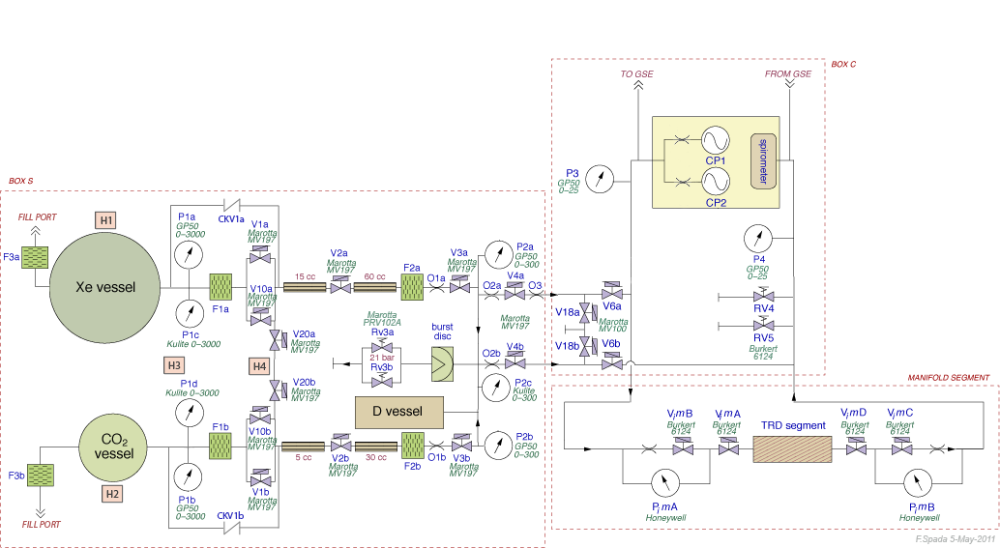 BOX C
TO GSE
FROM GSE
CP1
CP2
spirometer
P3
GP50
0–25
P4
GP50
0–25
RV4
RV5
Burkert
6124
V6a
V18a
Marotta
MV100
V18b
V6b
BOX S
FILL PORT
F3a
H1
Xe vessel
P1a
GP50
0–3000
CKV1a
V1a
Marotta
MV197
F1a
V10a
Marotta
MV197
P1c
Kulite 0–3000
15 cc
V2a
Marotta
MV197
60 cc
F2a
O1a
V3a
Marotta
MV197
P2a
GP50
0–300
O2a
V4a
O3
Marotta
MV197
V20a
Marotta
MV197
Marotta
PRV102A
Rv3a
21 bar
Rv3b
burst
disc
O2b
V4b
P2c
Kulite
0–300
H3
H4
P1d
Kulite 0–3000
V20b
Marotta
MV197
D vessel
CO2
vessel
H2
F3b
FILL PORT
F1b
V10b
Marotta
MV197
P1b
GP50
0–3000
V1b
Marotta
MV197
CKV1b
5 cc
V2b
Marotta
MV197
30 cc
F2b
O1b
V3b
Marotta
MV197
P2b
GP50
0–300
MANIFOLD SEGMENT
VimB
Burkert
6124
VimA
Burkert
6124
TRD segment
VimD
Burkert
6124
VimC
Burkert
6124
PimA
Honeywell
PimB
Honeywell
F.Spada 5-May-2011